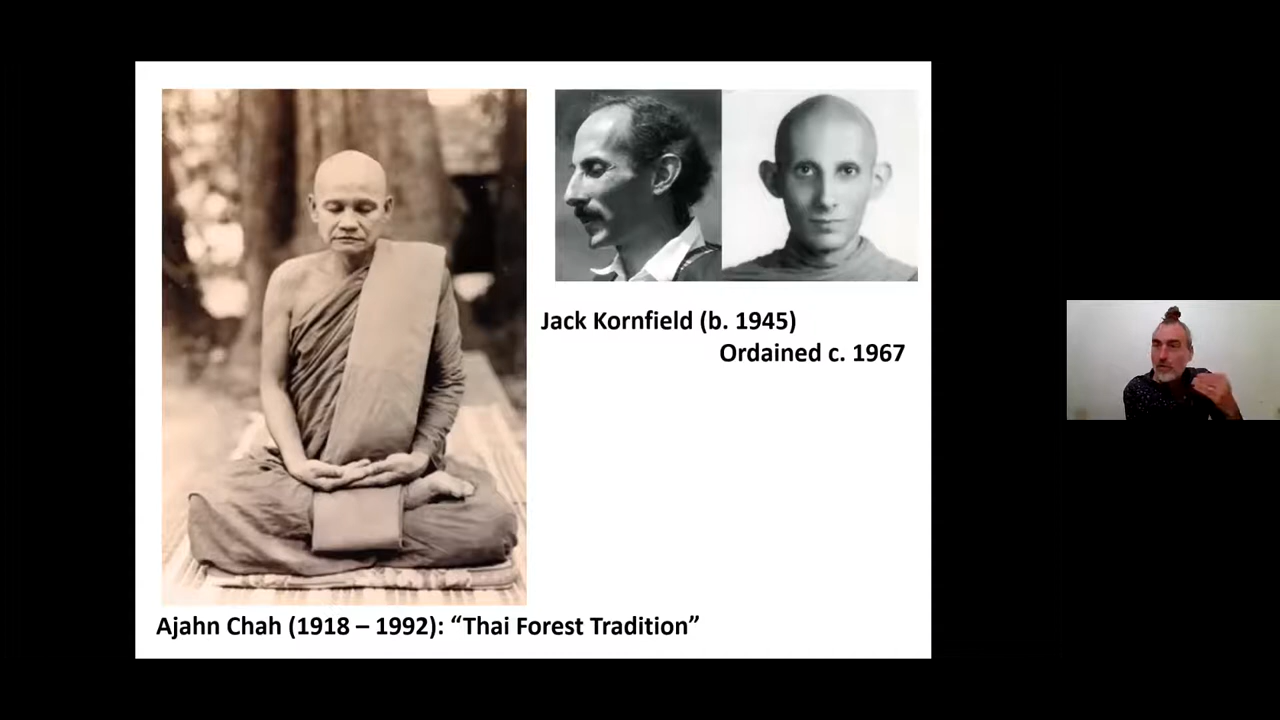 Jack Kornfield (b. 1945)
Ordained c. 1967
Ajahn Chah (1918 – 1992): “Thai Forest Tradition”